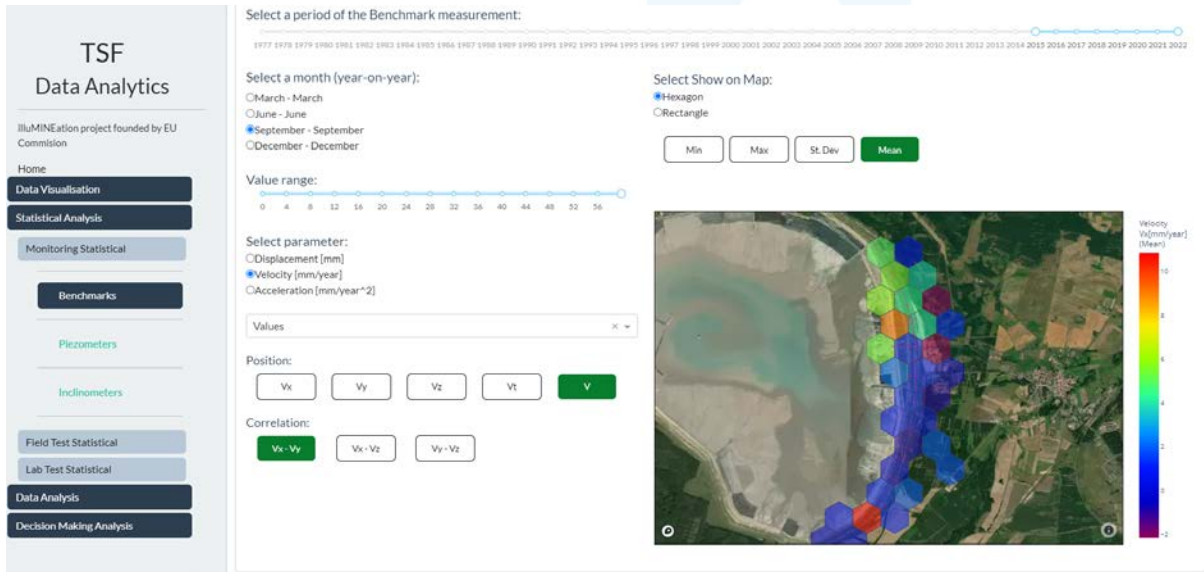 TSF
Data Analytics
IlluMINEation project founded by EU
Commision
Home
Data Visualisation
Statistical Analysis
Monitoring Statistical
Benchmarks
Piezometers
Inclinometers
Field Test Statistical
Lab Test Statistical
Data Analysis
Decision Making Analysis
Select a period of the Benchmark measurement:
1977 1978 1979 1980 1981 1982 1983 1984 1985 1986 1987 1988 1989 1990 1991 1992 1993 1994 1995 1996 1997 1998 1999 2000 2001 2002 2003 2004 2005 2006 2007 2008 2009 2010 2011 2012 2013 2014 2015 2016 2017 2018 2019 2020 2021 2022
Select a month (year-on-year):
March - March
June - June
September - September
December - December
Value range:
0 4 8 12 16 20 24 28 32 36 40 44 48 52 56
Select parameter:
Displacement [mm]
Velocity [mm/year]
Acceleration [mm/year^2]
Values
Position:
Vx Vy Vz Vt V
Correlation:
Vx - Vy Vx - Vz Vy - Vz
Select Show on Map:
Hexagon
Rectangle
Min Max St. Dev Mean
Velocity
Vx[mm/year]
(Mean)
10
8
6
4
2
0
−2